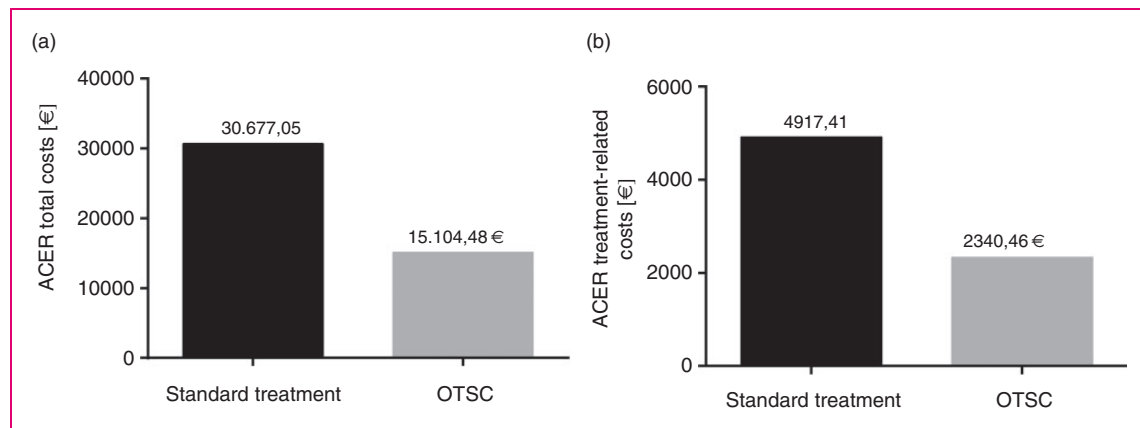 (a)
ACER total costs [€]
40000
30000
20000
10000
0
30.677,05
15.104,48 €
Standard treatment
OTSC
(b)
ACER treatment-related
costs [€]
6000
4000
2000
0
4917,41
2340,46 €
Standard treatment
OTSC